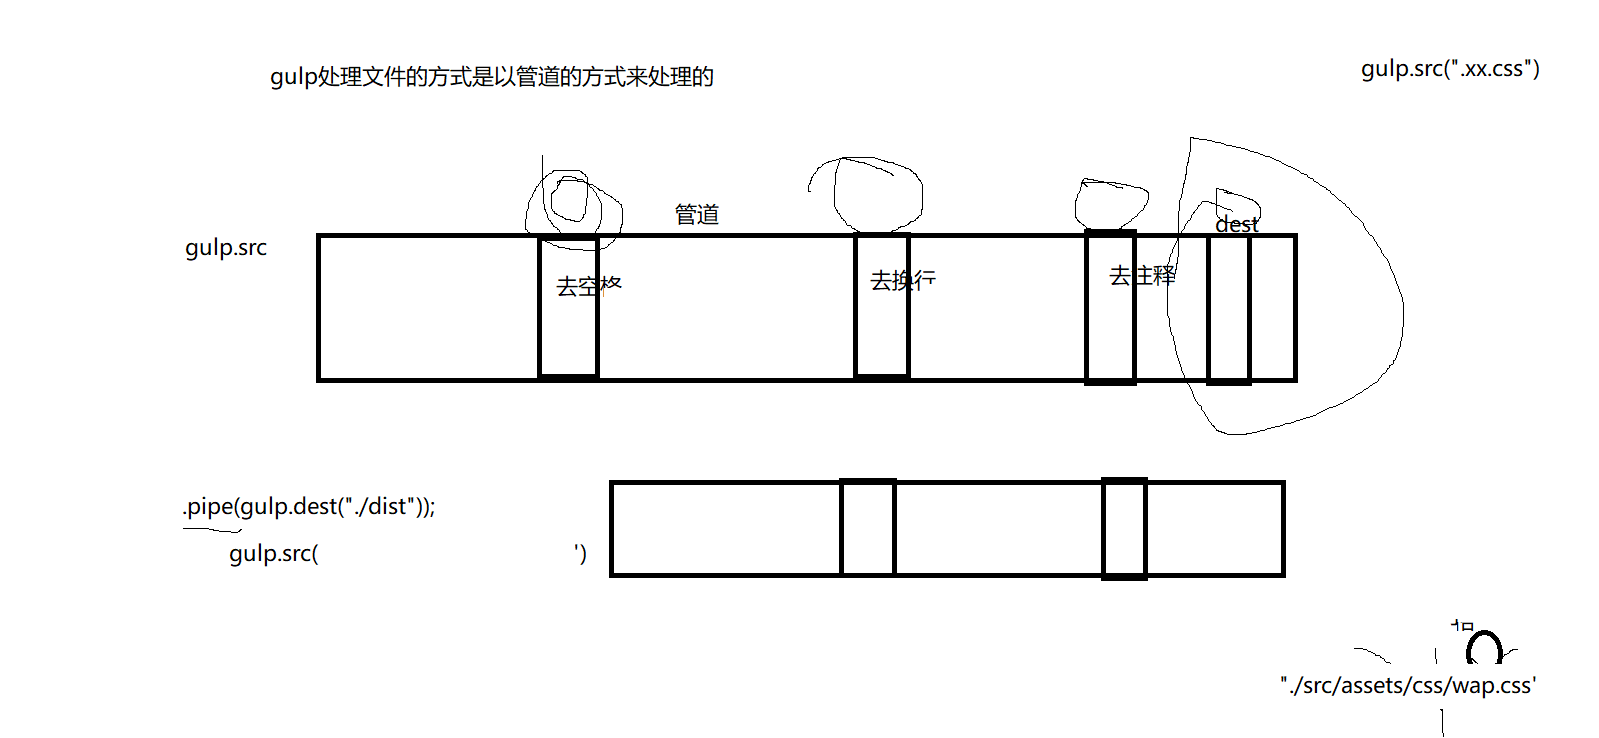 gulp处理文件的方式是以管道的方式来处理的
gulp.src(".xx.css")
管道
dest
gulp.src
去空格
去换行
去注释
.pipe(gulp.dest("./dist"));
gulp.src( ')
"./src/assets/css/wap.css'